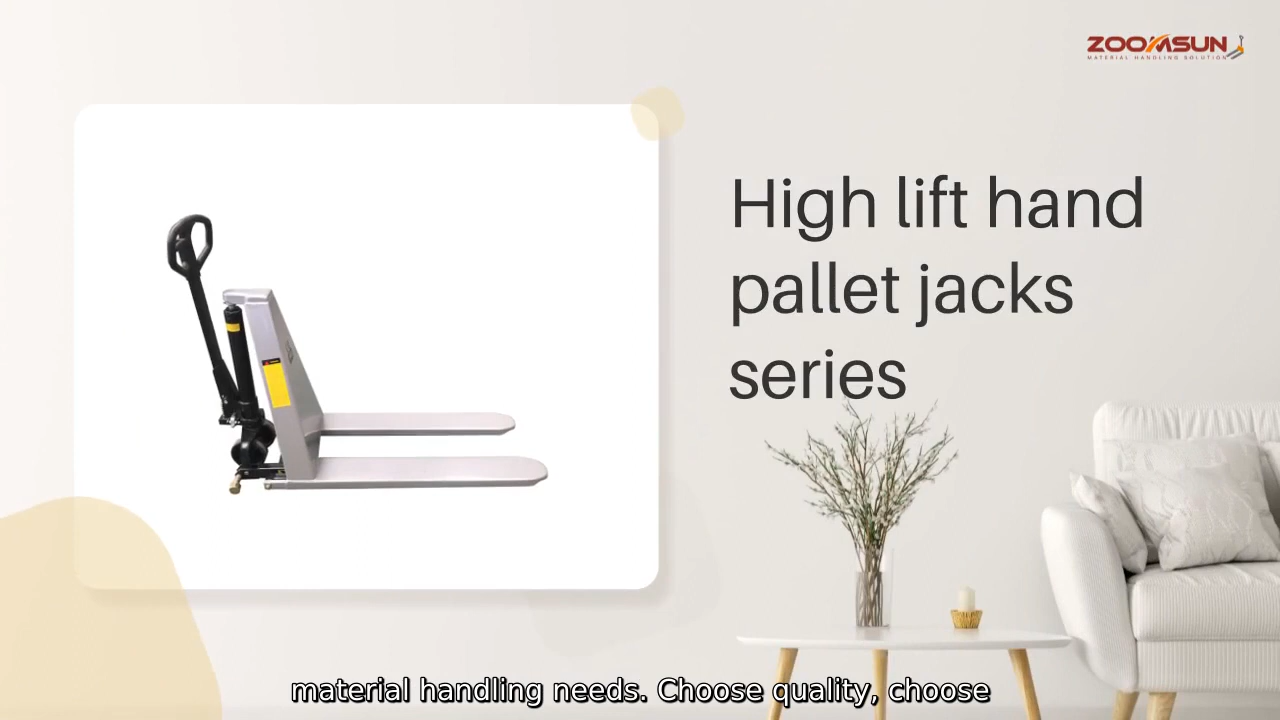 ZOOMSUN
MATERIAL HANDLING SOLUTION
High lift hand
pallet jacks
series
material handling needs. Choose quality, choose